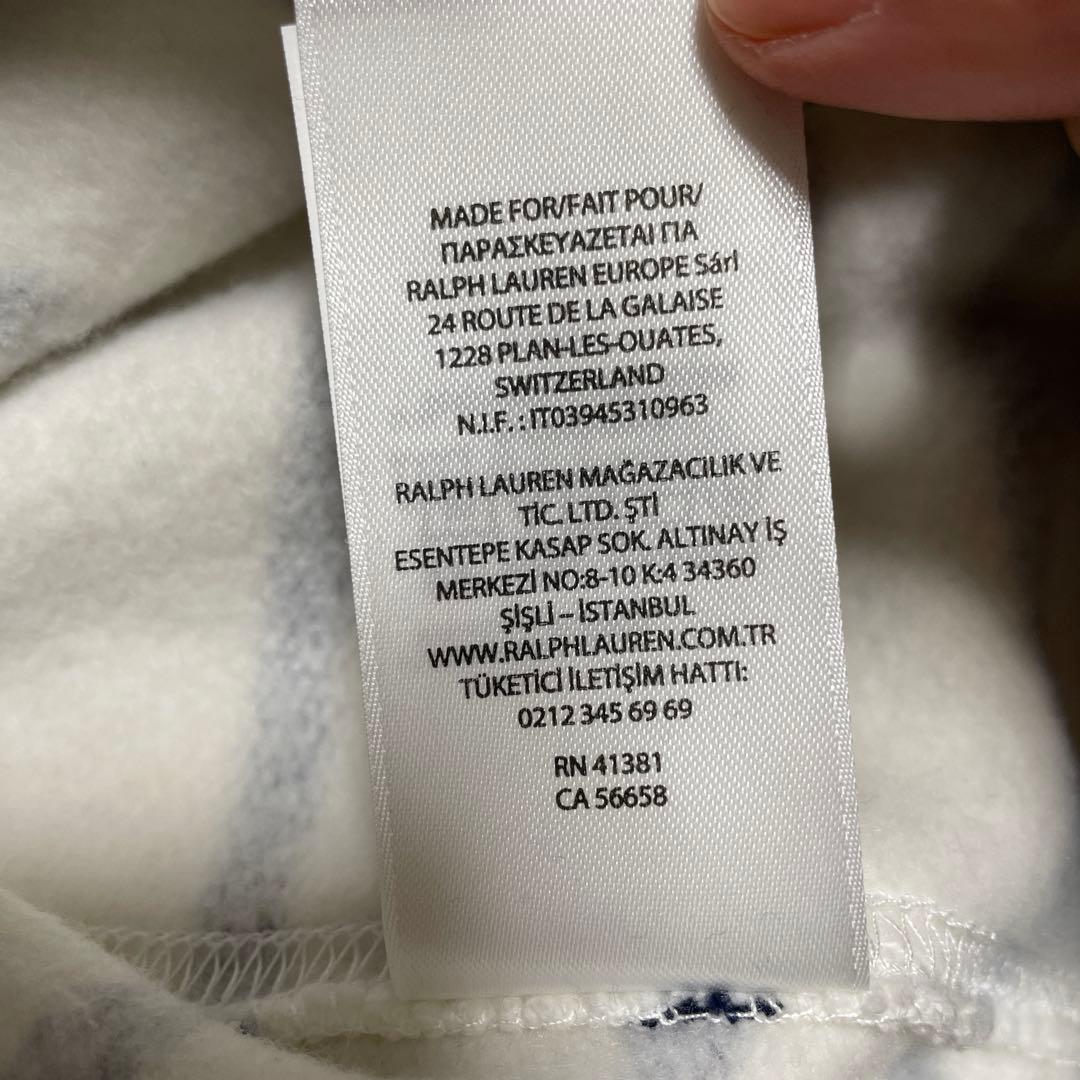 MADE FOR/FAIT POUR/
ΠΑΡΑΣΚΕΥΑΖΕΤΑΙ ΓΙΑ
RALPH LAUREN EUROPE Sárl
24 ROUTE DE LA GALAISE
1228 PLAN-LES-OUATES,
SWITZERLAND
N.I.F. : IT03945310963
RALPH LAUREN MAĞAZACILIK VE
TİC. LTD. ŞTİ
ESENTEPE KASAP SOK. ALTINAY İŞ
MERKEZİ NO:8-10 K:4 34360
ŞİŞLİ – İSTANBUL
WWW.RALPHLAUREN.COM.TR
TÜKETİCİ İLETİŞİM HATTI:
0212 345 69 69
RN 41381
CA 56658